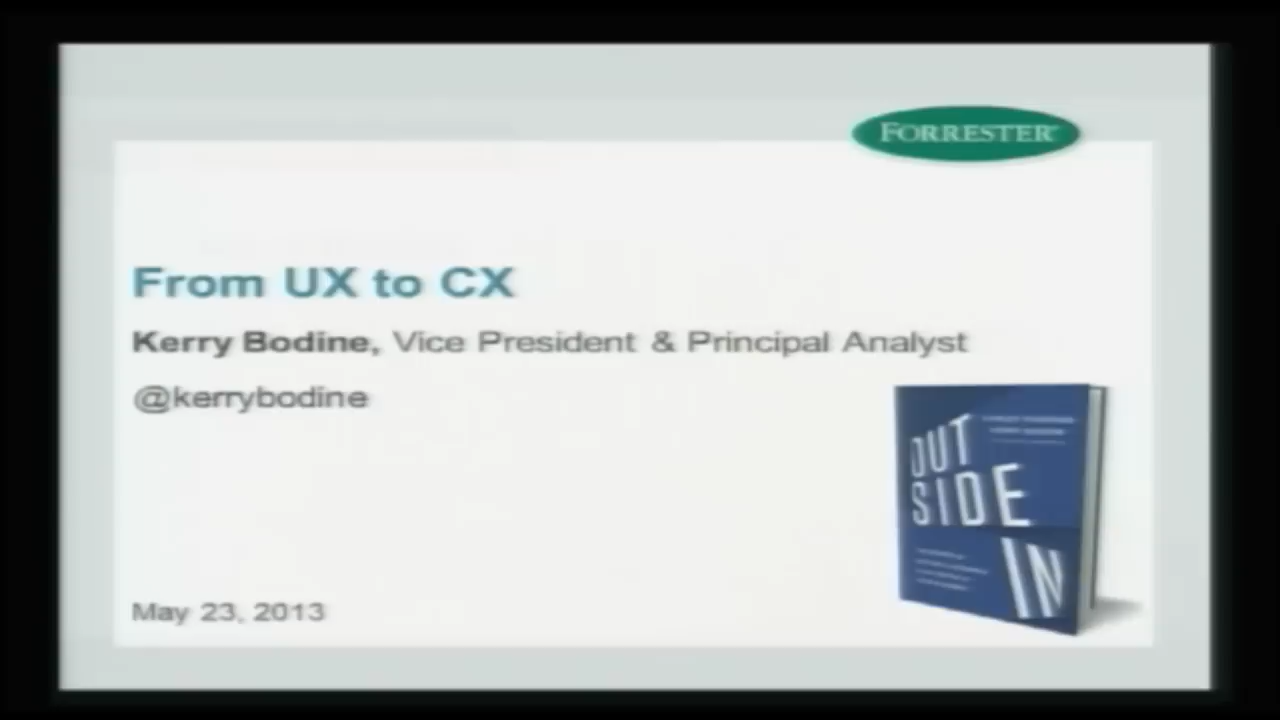 FORRESTER
From UX to CX
Kerry Bodine, Vice President & Principal Analyst
@kerrybodine
OUT
SIDE
IN
May 23, 2013